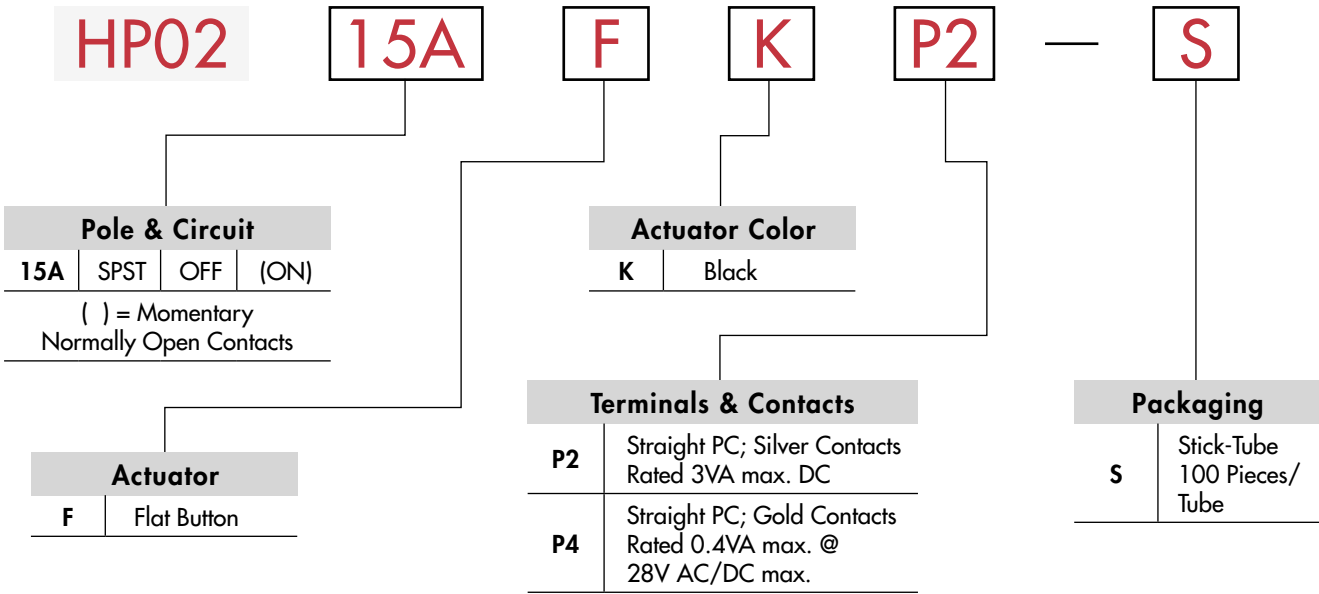 HP02 15A F K P2 — S
Pole & Circuit
15A SPST OFF (ON)
( ) = Momentary
Normally Open Contacts
Actuator
F Flat Button
Actuator Color
K Black
Terminals & Contacts
P2 Straight PC; Silver Contacts
Rated 3VA max. DC
P4 Straight PC; Gold Contacts
Rated 0.4VA max. @
28V AC/DC max.
Packaging
S Stick-Tube
100 Pieces/
Tube